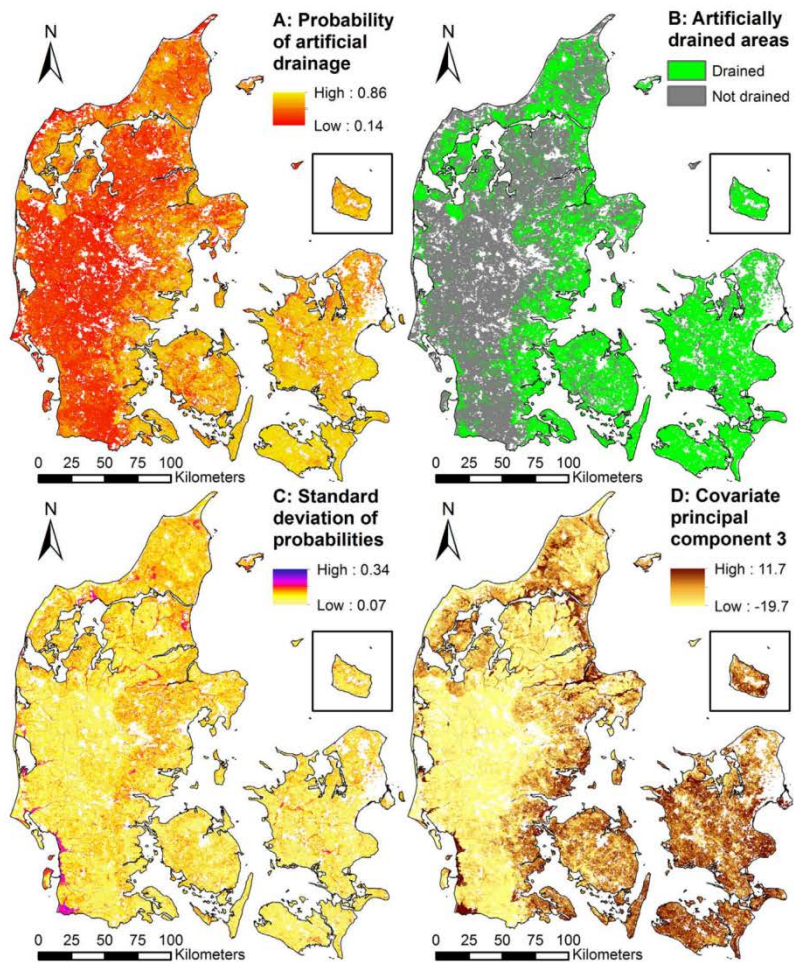 N
A: Probability
of artificial
drainage
High : 0.86
Low : 0.14
0 25 50 75 100
Kilometers
N
B: Artificially
drained areas
Drained
Not drained
0 25 50 75 100
Kilometers
N
C: Standard
deviation of
probabilities
High : 0.34
Low : 0.07
0 25 50 75 100
Kilometers
N
D: Covariate
principal
component 3
High : 11.7
Low : -19.7
0 25 50 75 100
Kilometers